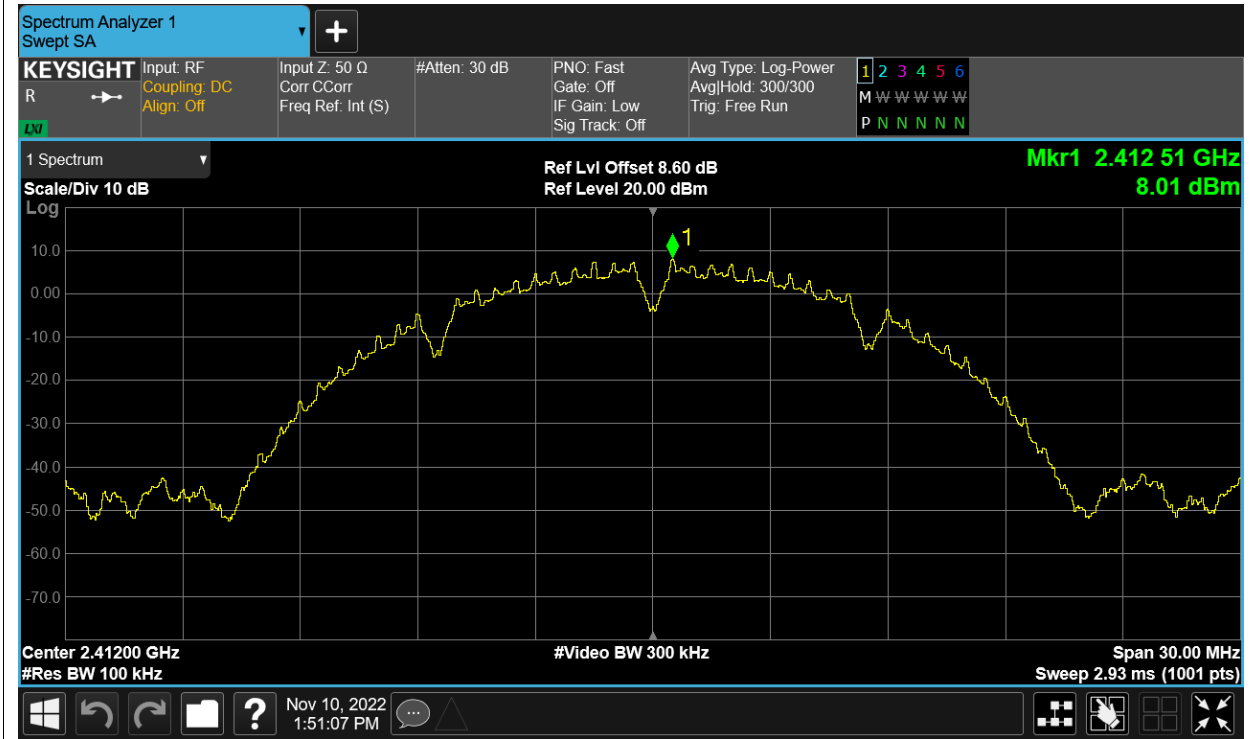 Spectrum Analyzer 1
Swept SA
+
KEYSIGHT
R
LXI
Input: RF
Coupling: DC
Align: Off
Input Z: 50 Ω
Corr CCorr
Freq Ref: Int (S)
#Atten: 30 dB
PNO: Fast
Gate: Off
IF Gain: Low
Sig Track: Off
Avg Type: Log-Power
Avg|Hold: 300/300
Trig: Free Run
1 2 3 4 5 6
M W W W W W
P N N N N N N
1 Spectrum
Scale/Div 10 dB
Log
Ref Lvl Offset 8.60 dB
Ref Level 20.00 dBm
Mkr1 2.412 51 GHz
8.01 dBm
1
10.0
0.00
-10.0
-20.0
-30.0
-40.0
-50.0
-60.0
-70.0
Center 2.41200 GHz
#Res BW 100 kHz
#Video BW 300 kHz
Span 30.00 MHz
Sweep 2.93 ms (1001 pts)
?
Nov 10, 2022
1:51:07 PM